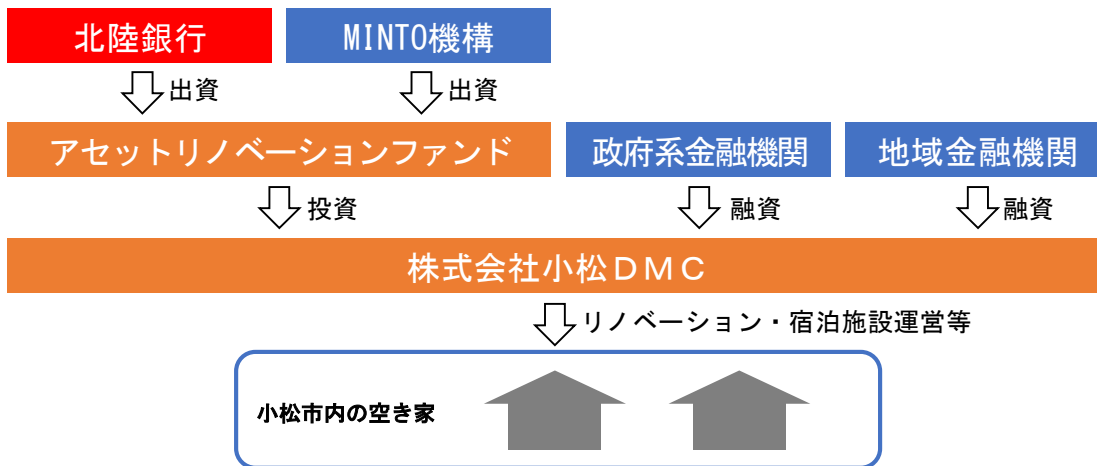 北陸銀行
MINTO機構
出資
出資
アセットリノベーションファンド
政府系金融機関
地域金融機関
投資
融資
融資
株式会社小松ＤＭＣ
リノベーション・宿泊施設運営等
小松市内の空き家